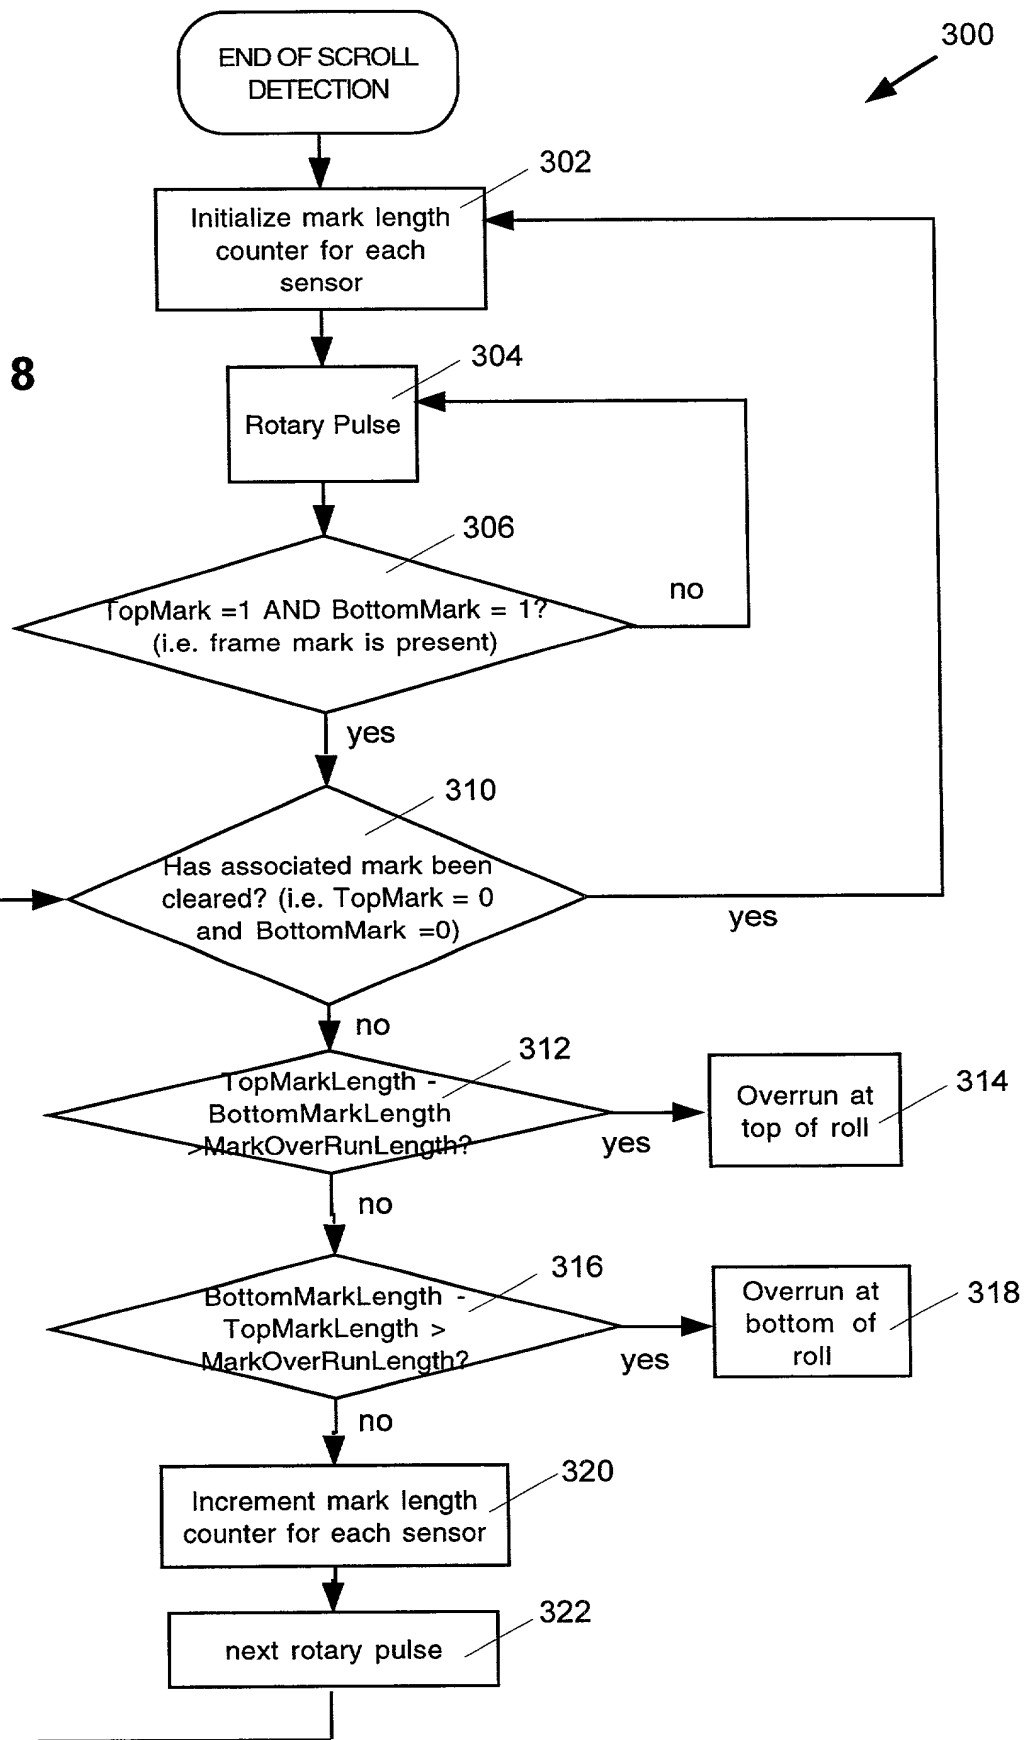 END OF SCROLL
DETECTION
300
302
Initialize mark length
counter for each
sensor
8
304
Rotary Pulse
306
TopMark =1 AND BottomMark = 1?
(i.e. frame mark is present)
no
yes
310
Has associated mark been
cleared? (i.e. TopMark = 0
and BottomMark =0)
yes
no
312
TopMarkLength -
BottomMarkLength
>MarkOverRunLength?
yes
Overrun at
top of roll
314
no
316
BottomMarkLength -
TopMarkLength >
MarkOverRunLength?
yes
Overrun at
bottom of
roll
318
no
320
Increment mark length
counter for each sensor
322
next rotary pulse